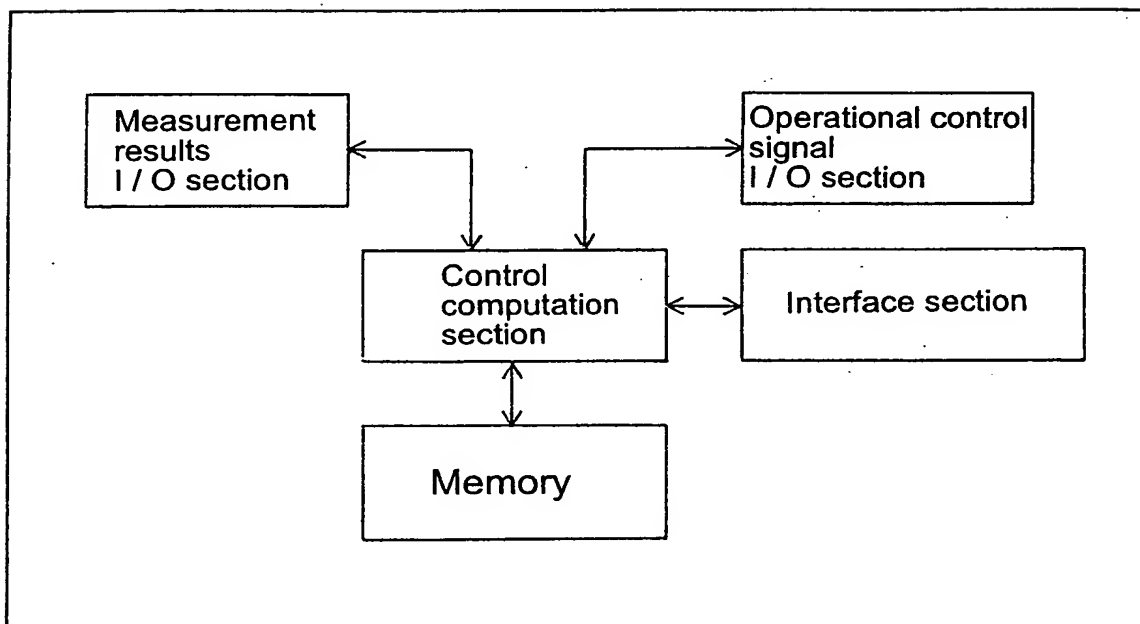 Measurement
results
I / O section
Operational control
signal
I / O section
Control
computation
section
Interface section
Memory